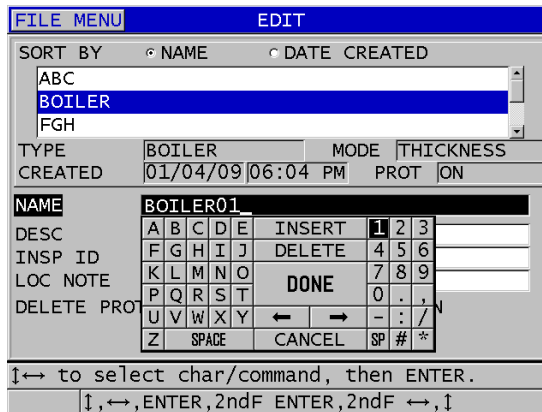 FILE MENU EDIT
SORT BY NAME DATE CREATED
ABC
BOILER
FGH
TYPE BOILER MODE THICKNESS
CREATED 01/04/09 06:04 PM PROT ON
NAME BOILER01_
DESC
INSP ID
LOC NOTE
DELETE PROT N
A B C D E INSERT 1 2 3
F G H I J DELETE 4 5 6
K L M N O DONE 7 8 9
P Q R S T 0 . ,
U V W X Y ← → - : /
Z SPACE CANCEL SP # *
↕↔ to select char/command, then ENTER.
↕,↔,ENTER,2ndF ENTER,2ndF ↔,↕